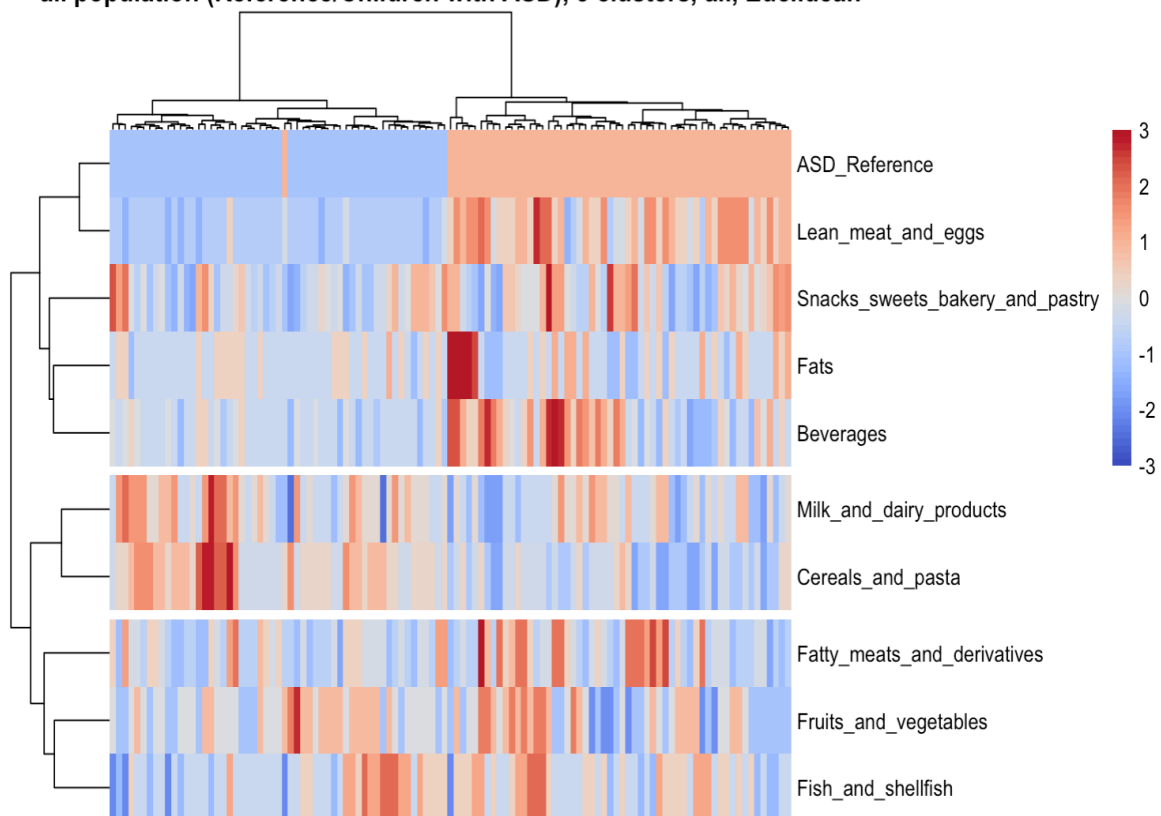 ASD_Reference
3
2
Lean_meat_and_eggs
1
Snacks_sweets_bakery_and_pastry
0
Fats
-1
-2
Beverages
-3
Milk_and_dairy_products
Cereals_and_pasta
Fatty_meats_and_derivatives
Fruits_and_vegetables
Fish_and_shellfish